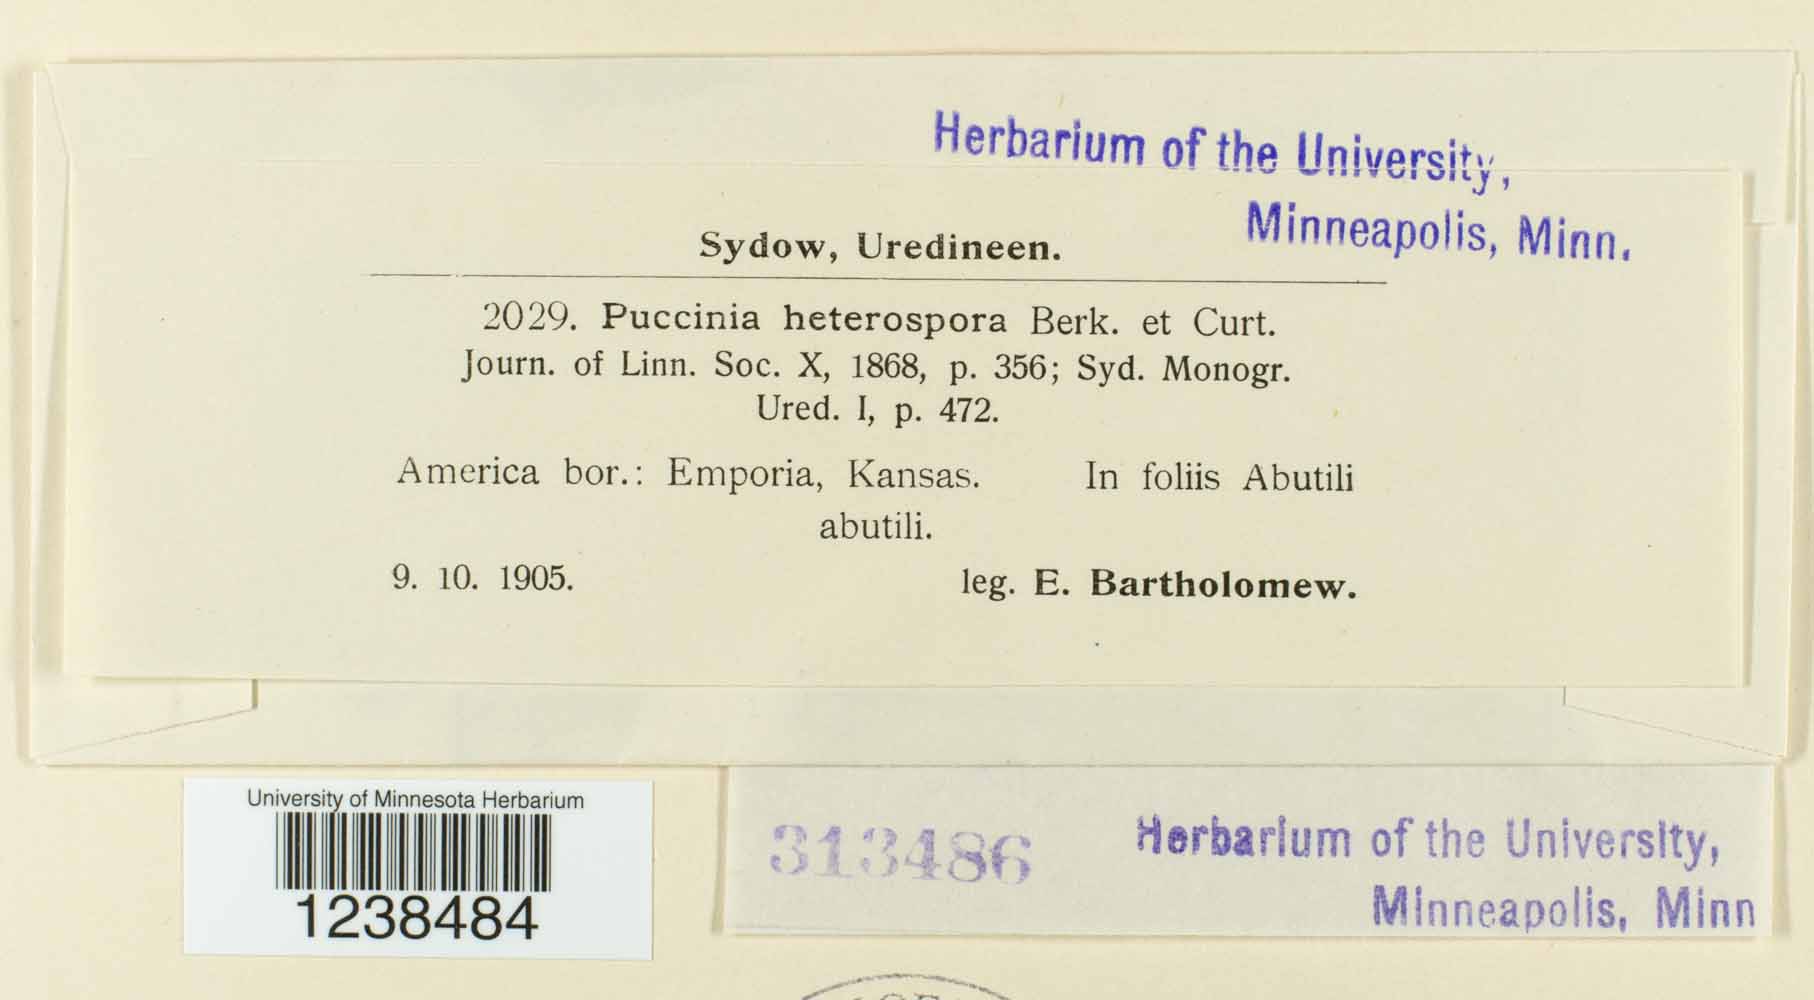 Herbarium of the University,
Minneapolis, Minn.
Sydow, Uredineen.
2029. Puccinia heterospora Berk. et Curt.
Journ. of Linn. Soc. X, 1868, p. 356; Syd. Monogr.
Ured. I, p. 472.
America bor.: Emporia, Kansas. In foliis Abutili
abutili.
9. 10. 1905. leg. E. Bartholomew.
University of Minnesota Herbarium
1238484
313486
Herbarium of the University,
Minneapolis, Minn